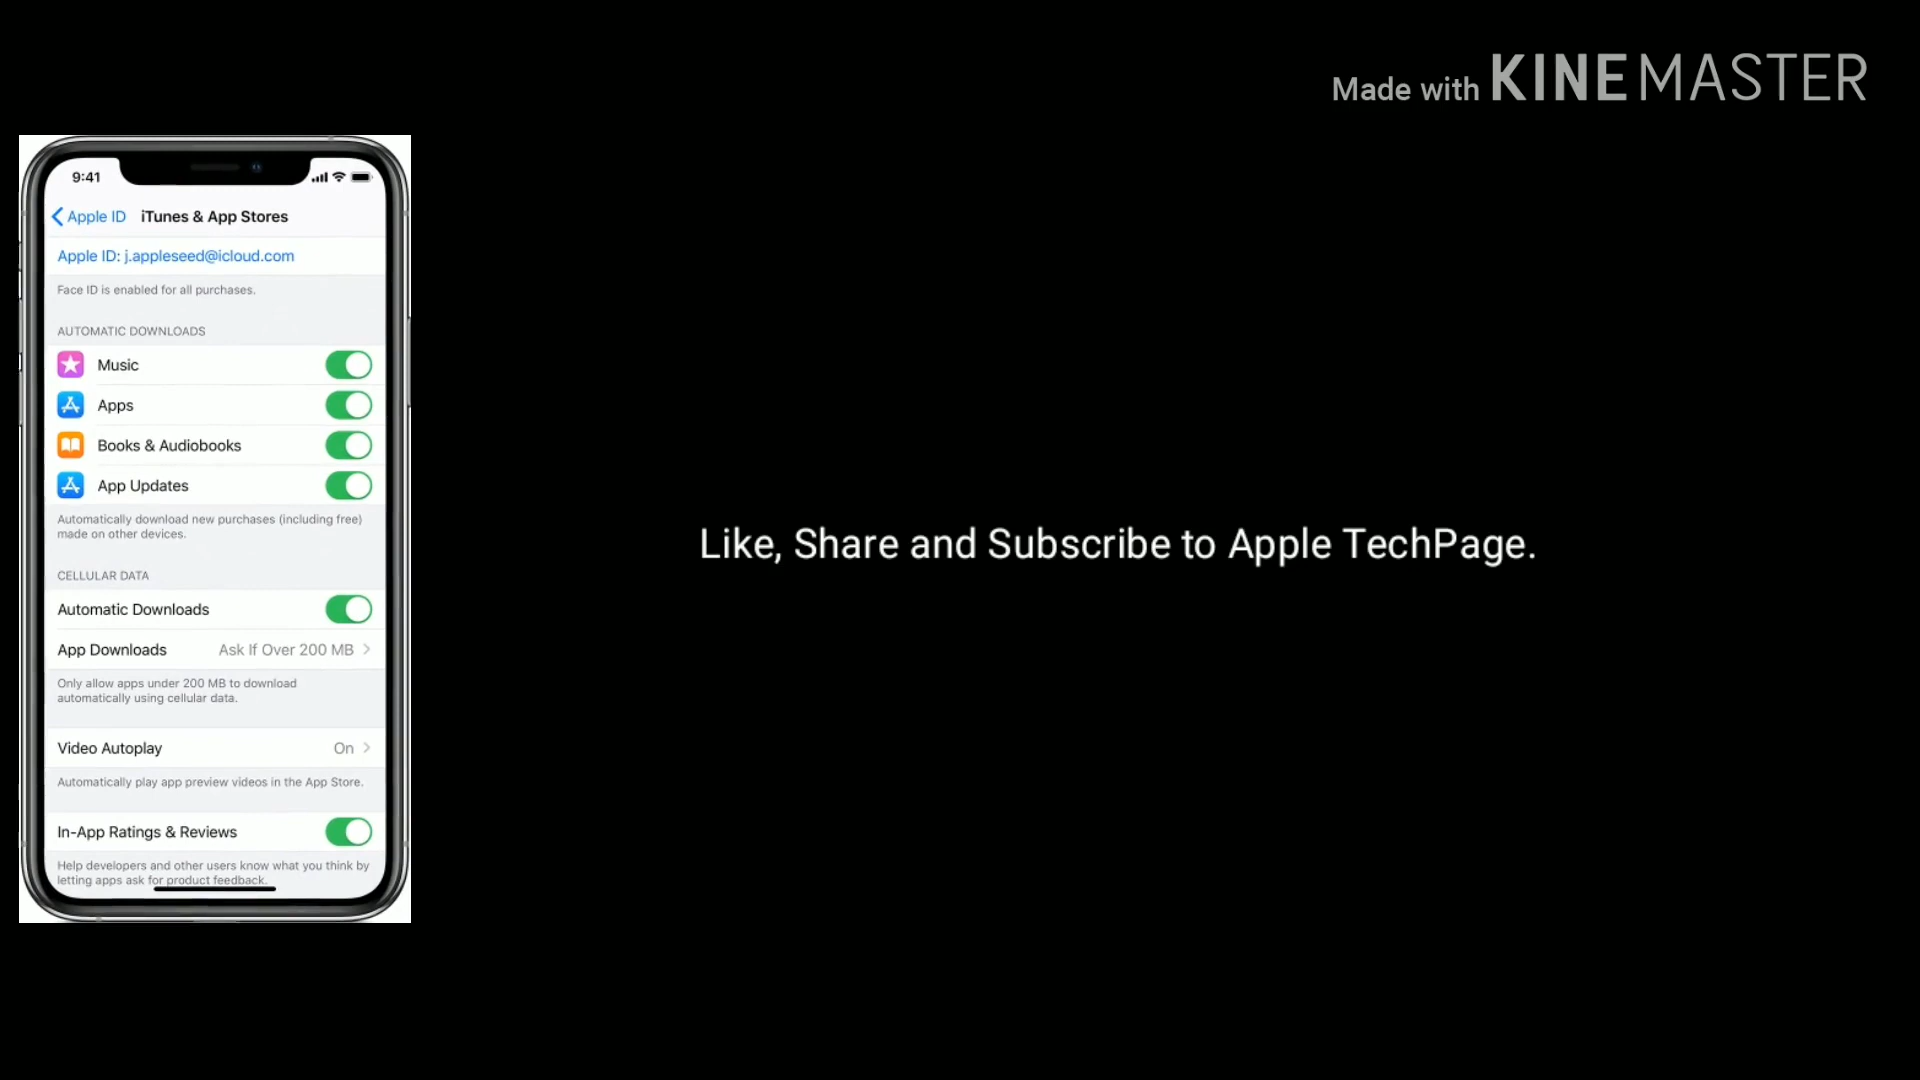 Made with KINEMASTER
9:41
Apple ID iTunes & App Stores
Apple ID: j.appleseed@icloud.com
Face ID is enabled for all purchases.
AUTOMATIC DOWNLOADS
Music
Apps
Books & Audiobooks
App Updates
Automatically download new purchases (including free)
made on other devices.
CELLULAR DATA
Automatic Downloads
App Downloads Ask If Over 200 MB
Only allow apps under 200 MB to download
automatically using cellular data.
Video Autoplay On
Automatically play app preview videos in the App Store.
In-App Ratings & Reviews
Help developers and other users know what you think by
letting apps ask for product feedback.
Like, Share and Subscribe to Apple TechPage.